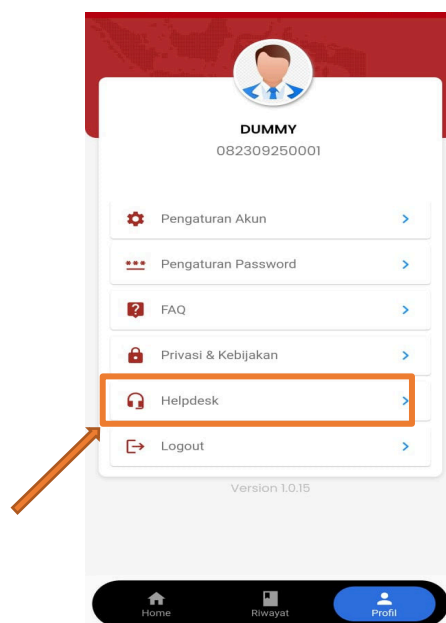 DUMMY
082309250001
Pengaturan Akun
Pengaturan Password
FAQ
Privasi & Kebijakan
Helpdesk
Logout
Version 1.0.15
Home
Riwayat
Profil